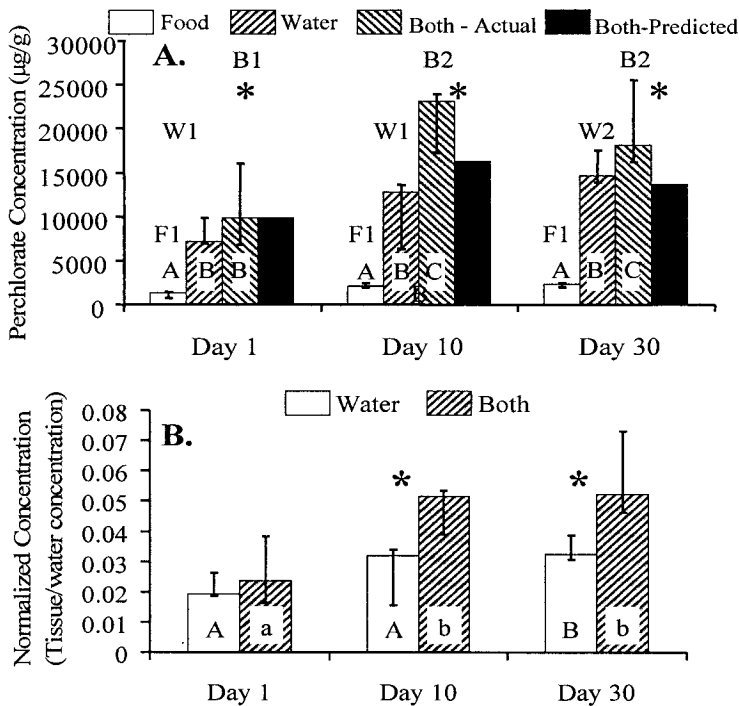 Food Water Both - Actual Both-Predicted
Perchlorate Concentration (µg/g)
30000
25000
20000
15000
10000
5000
0
A.
B1 B2 B2
* * *
W1 W1 W2
F1 F1 F1
A B B A B C A B C
B
Day 1 Day 10 Day 30
Water Both
Normalized Concentration
(Tissue/water concentration)
0.08
0.07
0.06
0.05
0.04
0.03
0.02
0.01
0
B.
* *
A a A b B b
Day 1 Day 10 Day 30